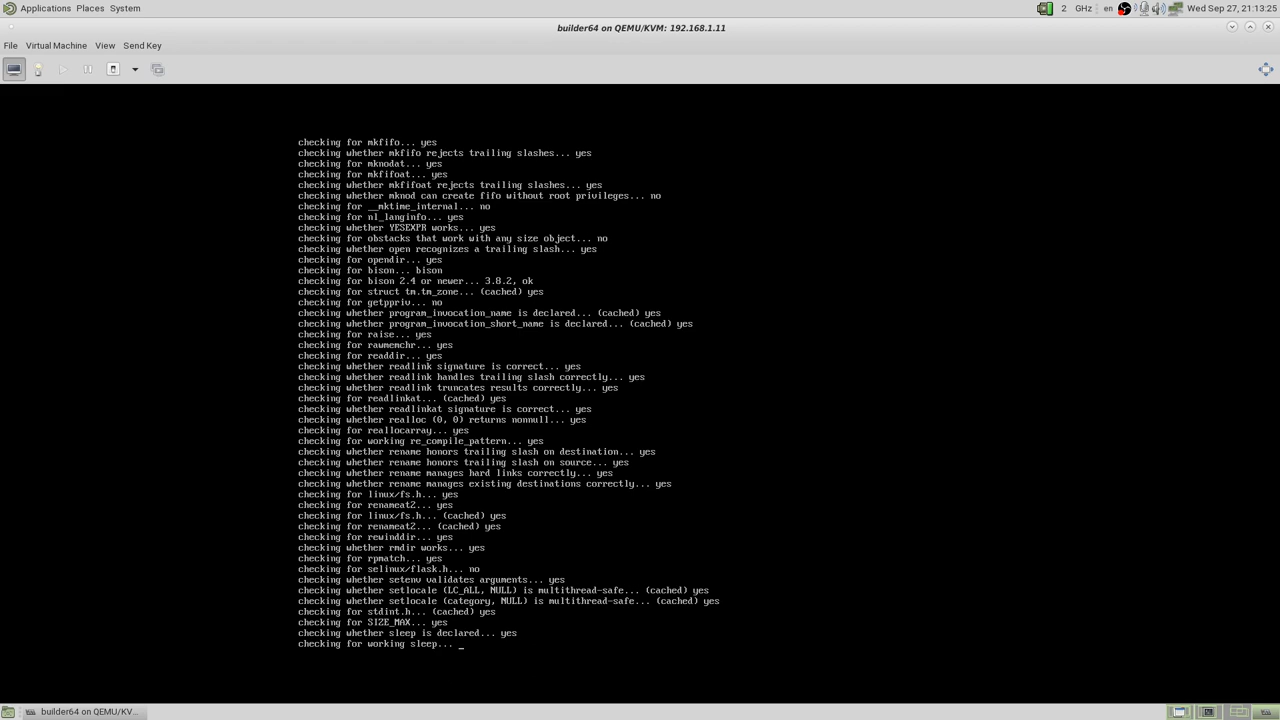 Applications Places System
2 GHz en Wed Sep 27, 21:13:25
builder64 on QEMU/KVM: 192.168.1.11
File Virtual Machine View Send Key
checking for mkfifo... yes
checking whether mkfifo rejects trailing slashes... yes
checking for mknodat... yes
checking for mkfifoat... yes
checking whether mkfifoat rejects trailing slashes... yes
checking whether mknod can create fifo without root privileges... no
checking for __mktime_internal... no
checking for nl_langinfo... yes
checking whether YESEXPR works... yes
checking for obstacks that work with any size object... no
checking whether open recognizes a trailing slash... yes
checking for opendir... yes
checking for bison... bison
checking for bison 2.4 or newer... 3.8.2, ok
checking for struct tm.tm_zone... (cached) yes
checking for getppriv... no
checking whether program_invocation_name is declared... (cached) yes
checking whether program_invocation_short_name is declared... (cached) yes
checking for raise... yes
checking for rawmemchr... yes
checking for readdir... yes
checking whether readlink signature is correct... yes
checking whether readlink handles trailing slash correctly... yes
checking whether readlink truncates results correctly... yes
checking for readlinkat... (cached) yes
checking whether readlinkat signature is correct... yes
checking whether realloc (0, 0) returns nonnull... yes
checking for reallocarray... yes
checking for working re_compile_pattern... yes
checking whether rename honors trailing slash on destination... yes
checking whether rename honors trailing slash on source... yes
checking whether rename manages hard links correctly... yes
checking whether rename manages existing destinations correctly... yes
checking for linux/fs.h... yes
checking for renameat2... yes
checking for linux/fs.h... (cached) yes
checking for renameat2... (cached) yes
checking for rewinddir... yes
checking whether rmdir works... yes
checking for rpmatch... yes
checking for selinux/flask.h... no
checking whether setenv validates arguments... yes
checking whether setlocale (LC_ALL, NULL) is multithread-safe... (cached) yes
checking whether setlocale (category, NULL) is multithread-safe... (cached) yes
checking for stdint.h... (cached) yes
checking for SIZE_MAX... yes
checking whether sleep is declared... yes
checking for working sleep... _
builder64 on QEMU/KV...